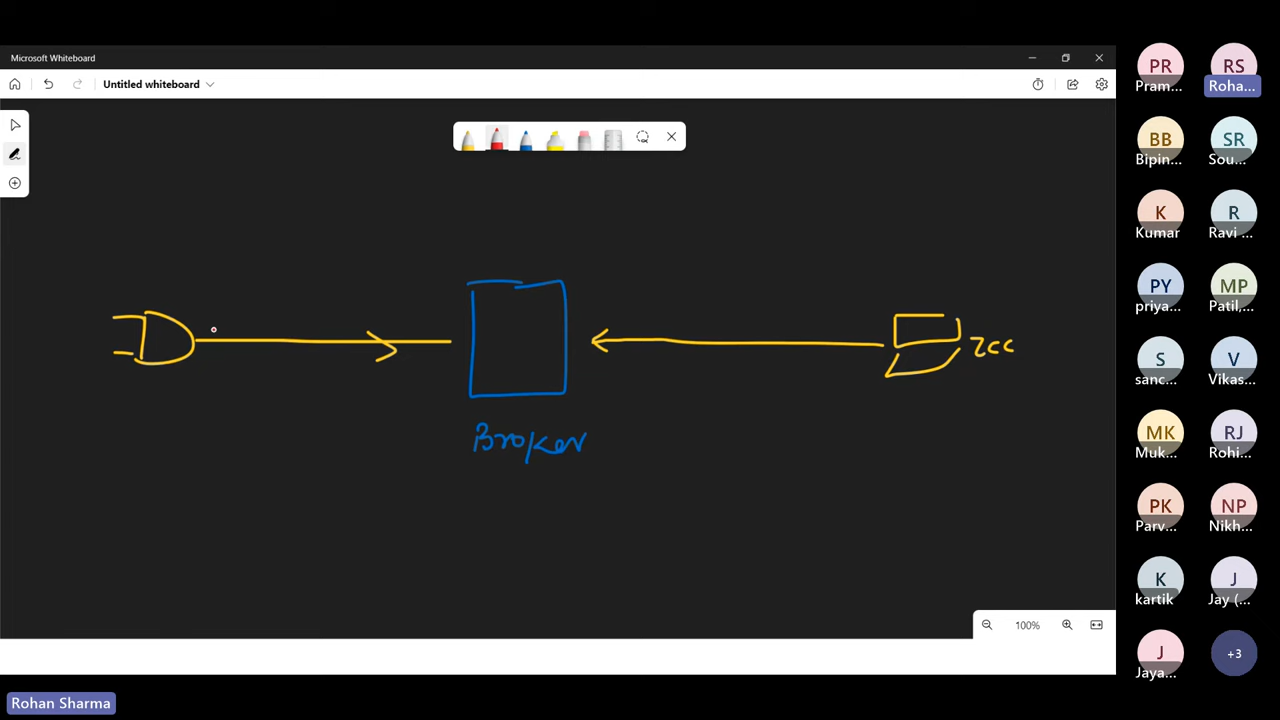 Microsoft Whiteboard
Untitled whiteboard
zcc
Broker
100%
Rohan Sharma
PR
Pram...
RS
Roha...
BB
Bipin...
SR
Sou...
K
Kumar
R
Ravi ...
PY
priya...
MP
Patil,...
S
sanc...
V
Vikas...
MK
Muk...
RJ
Rohi...
PK
Parv...
NP
Nikh...
K
kartik
J
Jay (...
J
Jaya...
+3